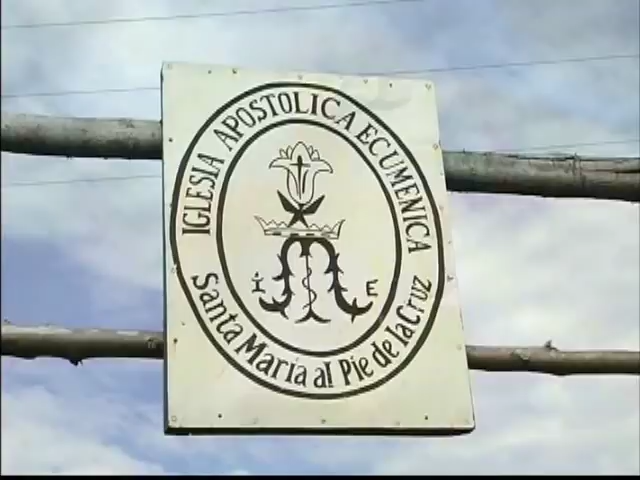 IGLESIA APOSTOLICA ECUMENICA
I E
Santa Maria al Pie de la Cruz